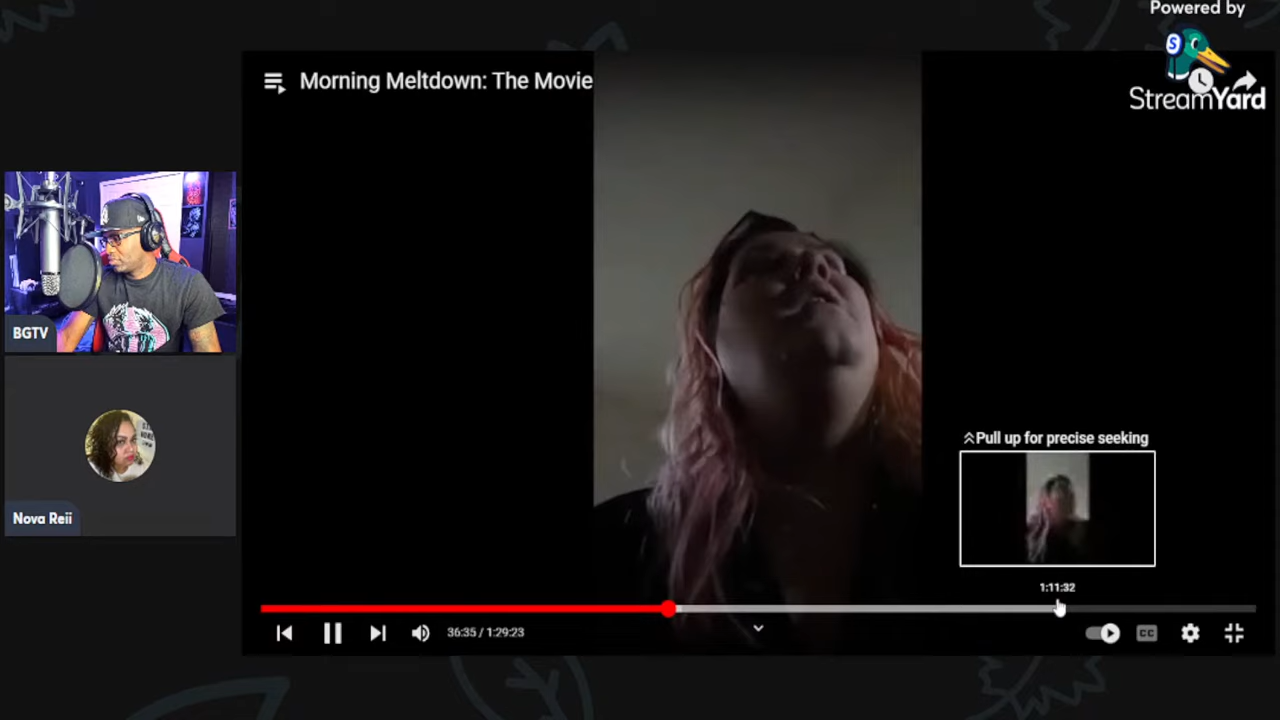 Powered by
StreamYard
Morning Meltdown: The Movie
BGTV
Nova Reii
Pull up for precise seeking
1:11:32
36:35 / 1:29:23
CC